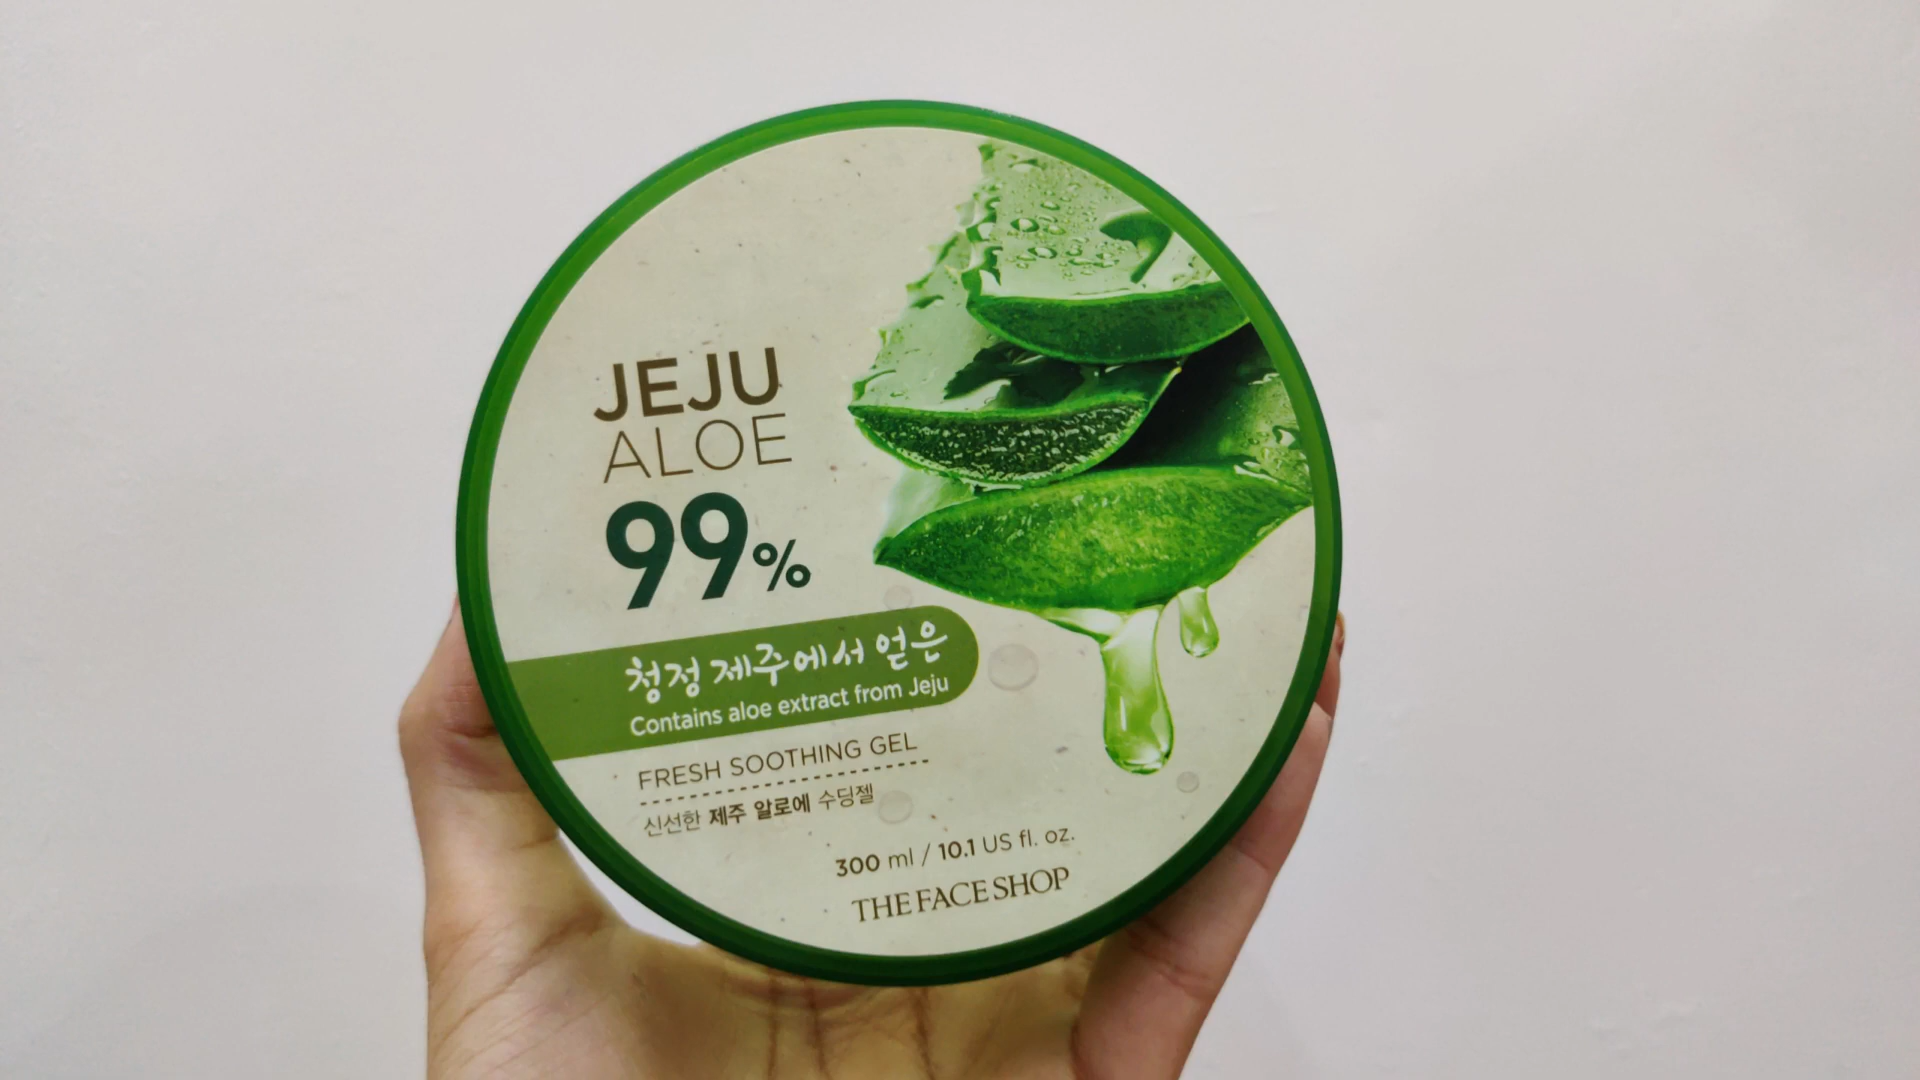 JEJU
ALOE
99%
청정 제주에서 얻은
Contains aloe extract from Jeju
FRESH SOOTHING GEL
신선한 제주 알로에 수딩젤
300 ml / 10.1 US fl. oz.
THE FACE SHOP